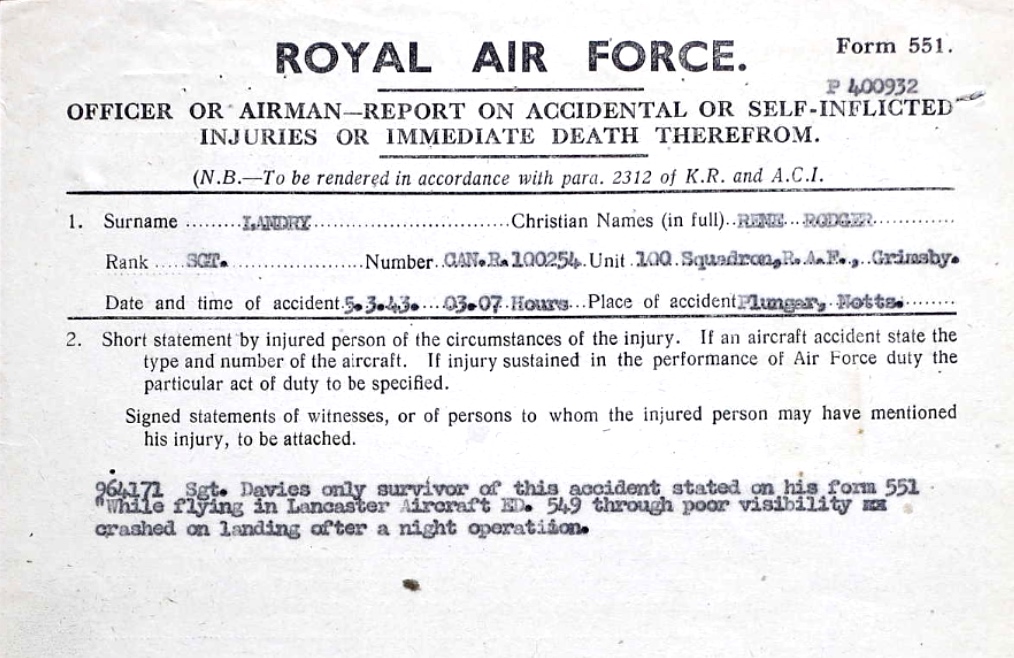 ROYAL AIR FORCE.
Form 551.
P 400932
OFFICER OR AIRMAN—REPORT ON ACCIDENTAL OR SELF-INFLICTED
INJURIES OR IMMEDIATE DEATH THEREFROM.
(N.B.—To be rendered in accordance with para. 2312 of K.R. and A.C.I.
1. Surname ........LANDRY..............................Christian Names (in full)..RENE...RODGER............
Rank ....SGT....................Number..CAN.R.100254.Unit .100 Squadron,R.A.F.,..Grimsby.
Date and time of accident.5.3.43....03.07 Hours...Place of accident Plungar, Notts.........
2. Short statement by injured person of the circumstances of the injury. If an aircraft accident state the
type and number of the aircraft. If injury sustained in the performance of Air Force duty the
particular act of duty to be specified.
Signed statements of witnesses, or of persons to whom the injured person may have mentioned
his injury, to be attached.
964171 Sgt. Davies only survivor of this accident stated on his form 551
"While flying in Lancaster Aircraft ED. 549 through poor visibility xx
crashed on landing ofter a night operatiion.